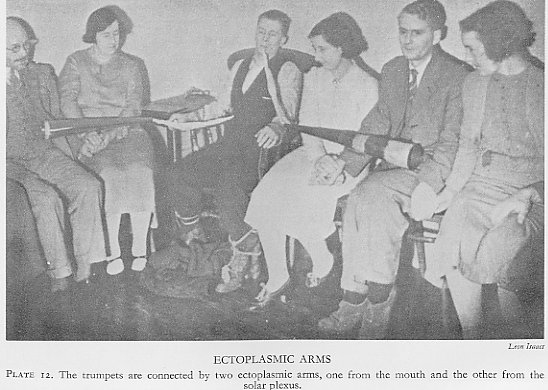 Leon Isaacs
ECTOPLASMIC ARMS
PLATE 12. The trumpets are connected by two ectoplasmic arms, one from the mouth and the other from the
solar plexus.